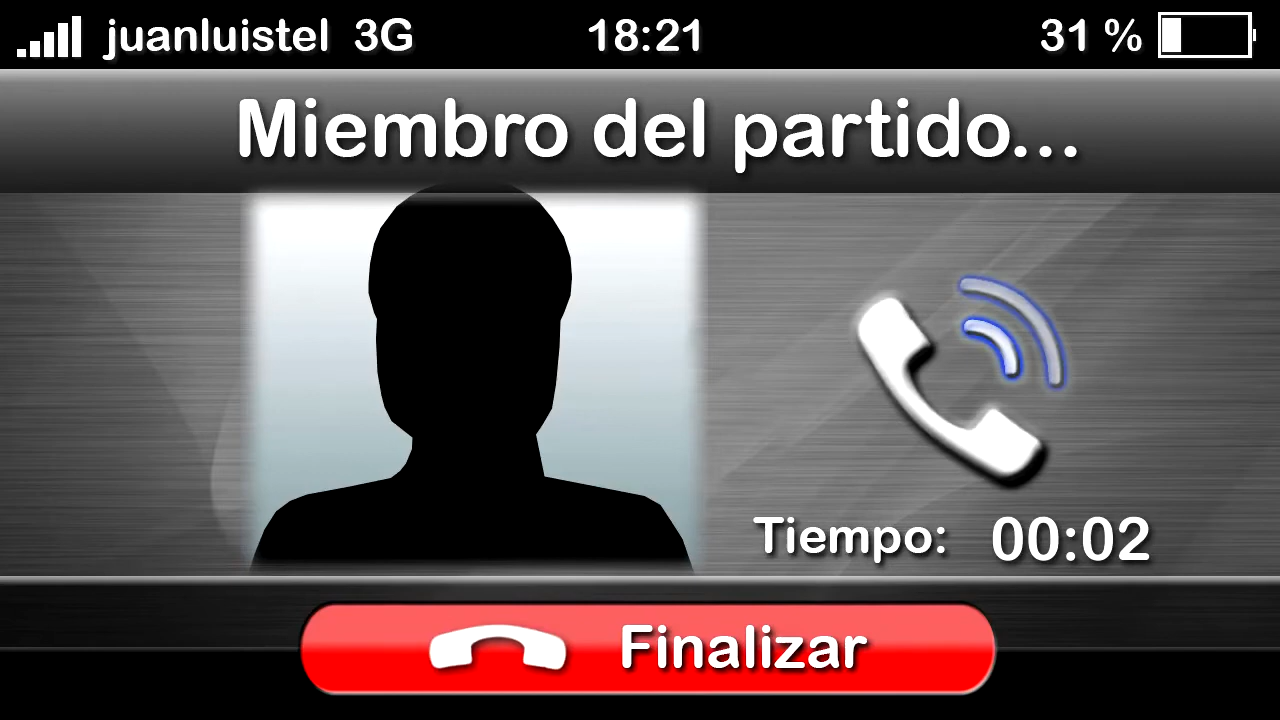 juanluistel 3G 18:21 31 %
Miembro del partido...
Tiempo: 00:02
Finalizar